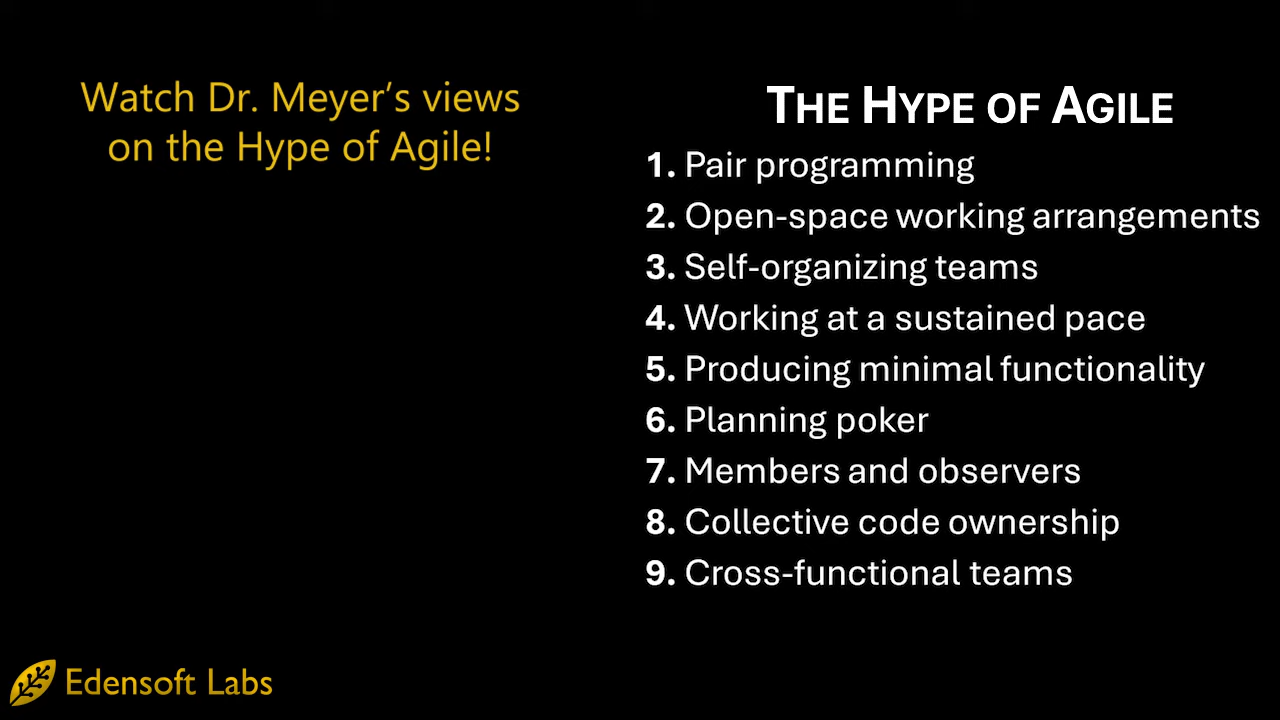 Watch Dr. Meyer's views
on the Hype of Agile!
THE HYPE OF AGILE
1. Pair programming
2. Open-space working arrangements
3. Self-organizing teams
4. Working at a sustained pace
5. Producing minimal functionality
6. Planning poker
7. Members and observers
8. Collective code ownership
9. Cross-functional teams
Edensoft Labs